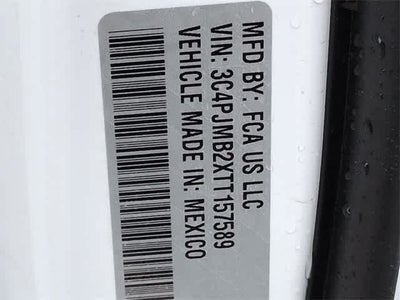 MFD BY: FCA US LLC
VIN: 3C4PJMB2XTT157589
VEHICLE MADE IN: MEXICO